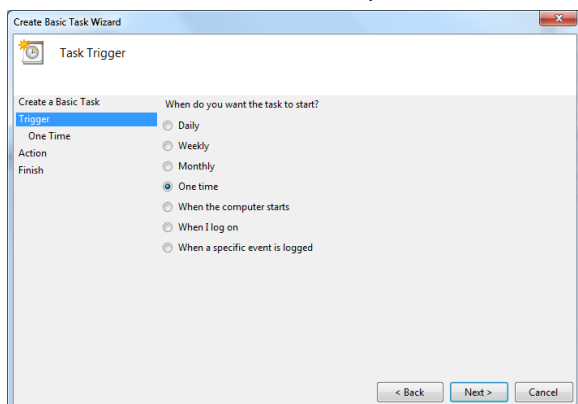 Create Basic Task Wizard
Task Trigger
Create a Basic Task
Trigger
One Time
Action
Finish
When do you want the task to start?
Daily
Weekly
Monthly
One time
When the computer starts
When I log on
When a specific event is logged
< Back
Next >
Cancel